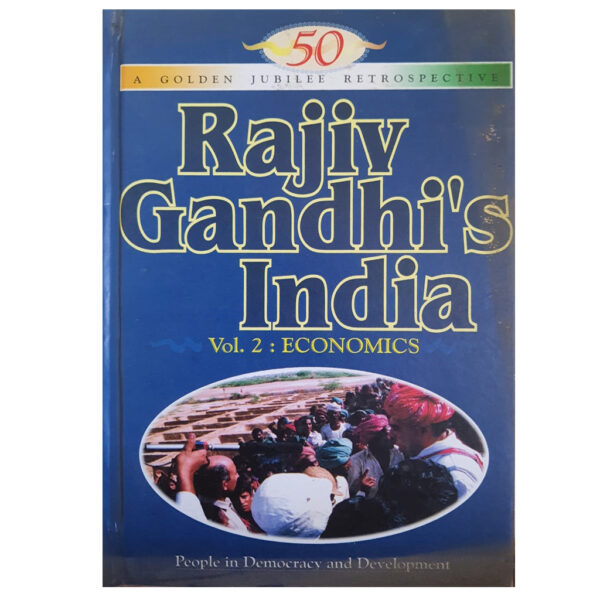 50
A GOLDEN JUBILEE RETROSPECTIVE
Rajiv
Gandhi's
India
Vol. 2 : ECONOMICS
People in Democracy and Development